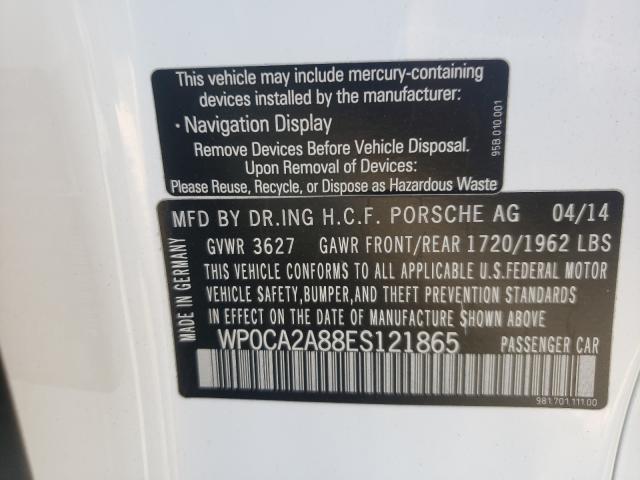 This vehicle may include mercury-containing
devices installed by the manufacturer:
• Navigation Display
Remove Devices Before Vehicle Disposal.
Upon Removal of Devices:
Please Reuse, Recycle, or Dispose as Hazardous Waste
95B 010 001
MFD BY DR.ING H.C.F. PORSCHE AG 04/14
GVWR 3627 GAWR FRONT/REAR 1720/1962 LBS
THIS VEHICLE CONFORMS TO ALL APPLICABLE U.S.FEDERAL MOTOR
VEHICLE SAFETY,BUMPER,AND THEFT PREVENTION STANDARDS
IN EFFECT ON THE DATE OF MANUFACTURE SHOWN ABOVE.
WP0CA2A88ES121865 PASSENGER CAR
MADE IN GERMANY
981.701.111.00